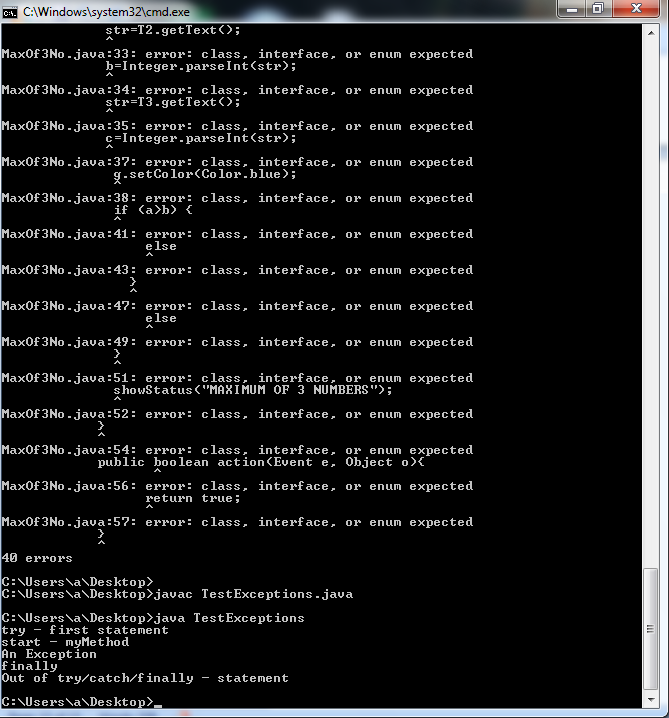 C:\Windows\system32\cmd.exe
str=T2.getText();
^
MaxOf3No.java:33: error: class, interface, or enum expected
b=Integer.parseInt(str);
^
MaxOf3No.java:34: error: class, interface, or enum expected
str=T3.getText();
^
MaxOf3No.java:35: error: class, interface, or enum expected
c=Integer.parseInt(str);
^
MaxOf3No.java:37: error: class, interface, or enum expected
g.setColor(Color.blue);
^
MaxOf3No.java:38: error: class, interface, or enum expected
if (a>b) {
^
MaxOf3No.java:41: error: class, interface, or enum expected
else
^
MaxOf3No.java:43: error: class, interface, or enum expected
}
^
MaxOf3No.java:47: error: class, interface, or enum expected
else
^
MaxOf3No.java:49: error: class, interface, or enum expected
}
^
MaxOf3No.java:51: error: class, interface, or enum expected
showStatus("MAXIMUM OF 3 NUMBERS");
^
MaxOf3No.java:52: error: class, interface, or enum expected
}
^
MaxOf3No.java:54: error: class, interface, or enum expected
public boolean action(Event e, Object o){
^
MaxOf3No.java:56: error: class, interface, or enum expected
return true;
^
MaxOf3No.java:57: error: class, interface, or enum expected
}
^
40 errors
C:\Users\a\Desktop>
C:\Users\a\Desktop>javac TestExceptions.java
C:\Users\a\Desktop>java TestExceptions
try - first statement
start - myMethod
An Exception
finally
Out of try/catch/finally - statement
C:\Users\a\Desktop>_